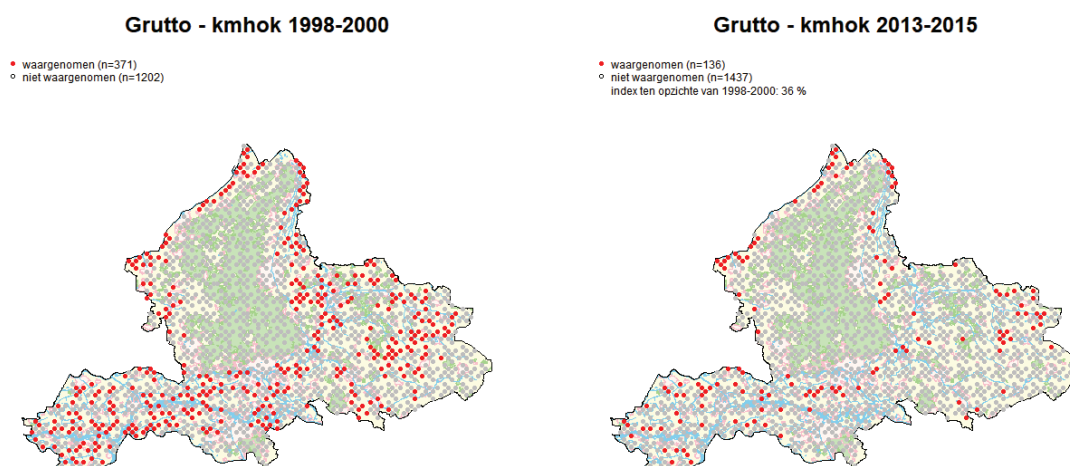 Grutto - kmhok 1998-2000
waargenomen (n=371)
niet waargenomen (n=1202)
Grutto - kmhok 2013-2015
waargenomen (n=136)
niet waargenomen (n=1437)
index ten opzichte van 1998-2000: 36 %